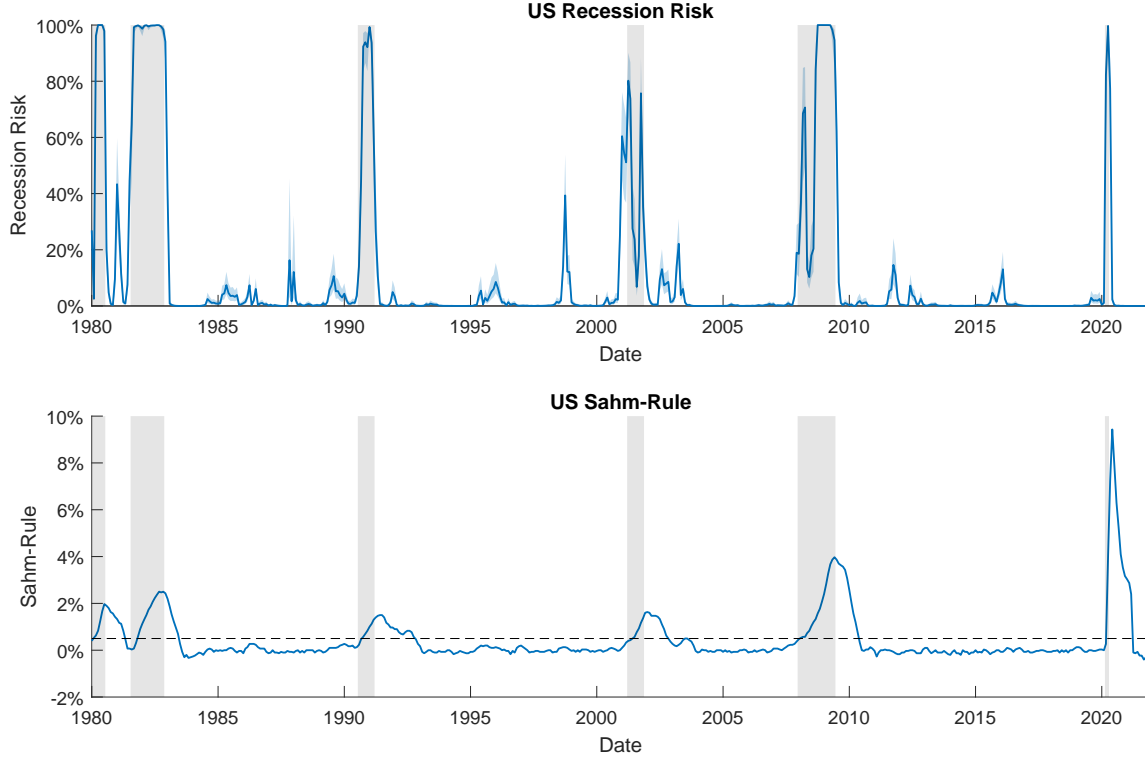 US Recession Risk
100%
80%
60%
40%
20%
0%
Recession Risk
1980 1985 1990 1995 2000 2005 2010 2015 2020
Date
US Sahm-Rule
10%
8%
6%
4%
2%
0%
-2%
Sahm-Rule
1980 1985 1990 1995 2000 2005 2010 2015 2020
Date